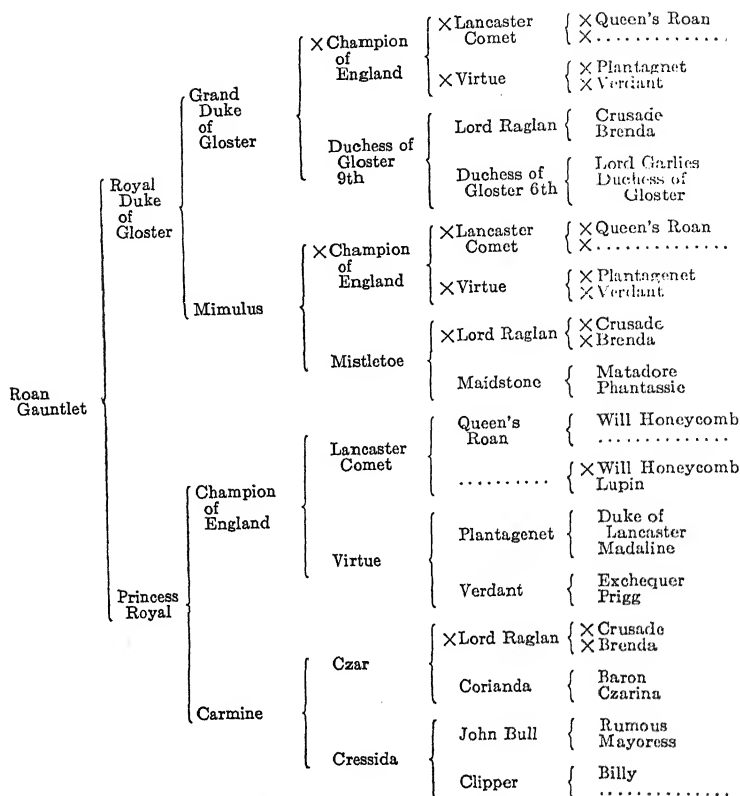 × Champion
of
England
× Lancaster
Comet
× Queen's Roan
× ..............
× Virtue
× Plantagnet
× Verdant
Grand
Duke
of
Gloster
Duchess of
Gloster
9th
Lord Raglan
Crusade
Brenda
Duchess of
Gloster 6th
Lord Garlies
Duchess of
Gloster
Royal
Duke
of
Gloster
× Champion
of
England
× Lancaster
Comet
× Queen's Roan
× ..............
× Virtue
× Plantagenet
× Verdant
Mimulus
Mistletoe
× Lord Raglan
× Crusade
× Brenda
Maidstone
Matadore
Phantassie
Roan
Gauntlet
Lancaster
Comet
Queen's
Roan
Will Honeycomb
..............
..........
× Will Honeycomb
Lupin
Champion
of
England
Virtue
Plantagenet
Duke of
Lancaster
Madaline
Verdant
Exchequer
Prigg
Princess
Royal
Czar
× Lord Raglan
× Crusade
× Brenda
Corianda
Baron
Czarina
Carmine
Cressida
John Bull
Rumous
Mayoress
Clipper
Billy
..............